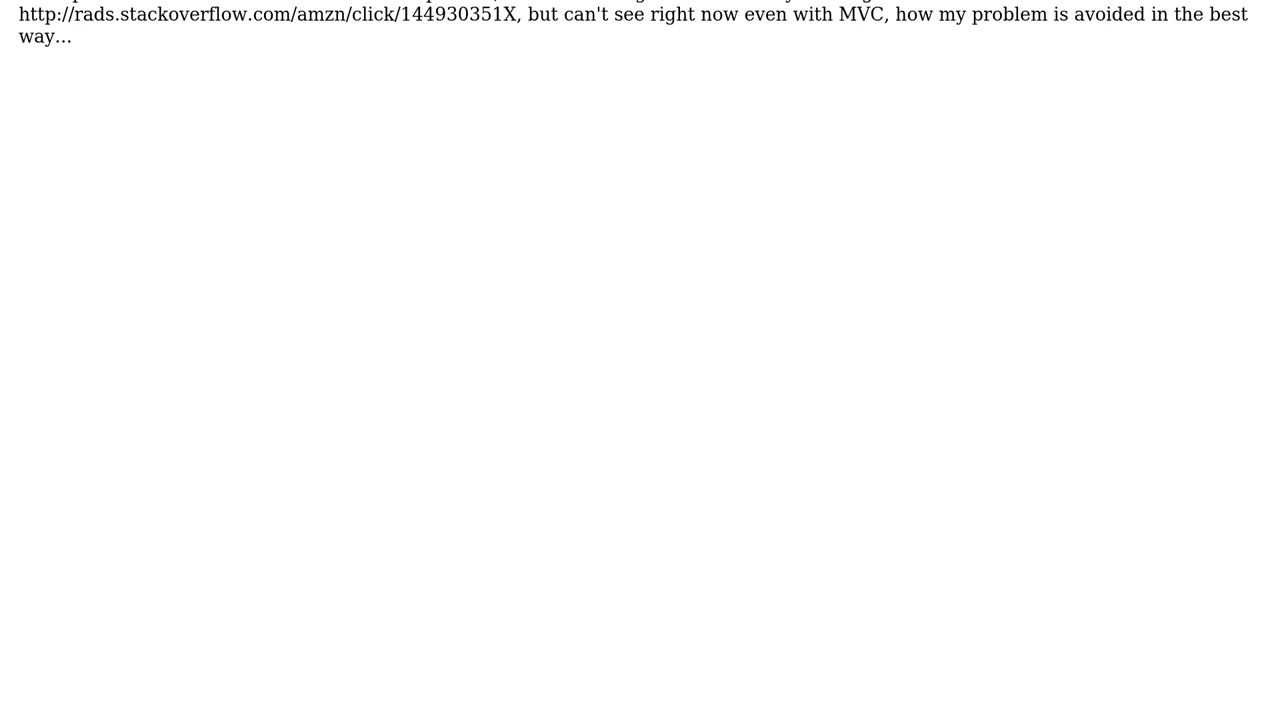 http://rads.stackoverflow.com/amzn/click/144930351X, but can't see right now even with MVC, how my problem is avoided in the best
way...